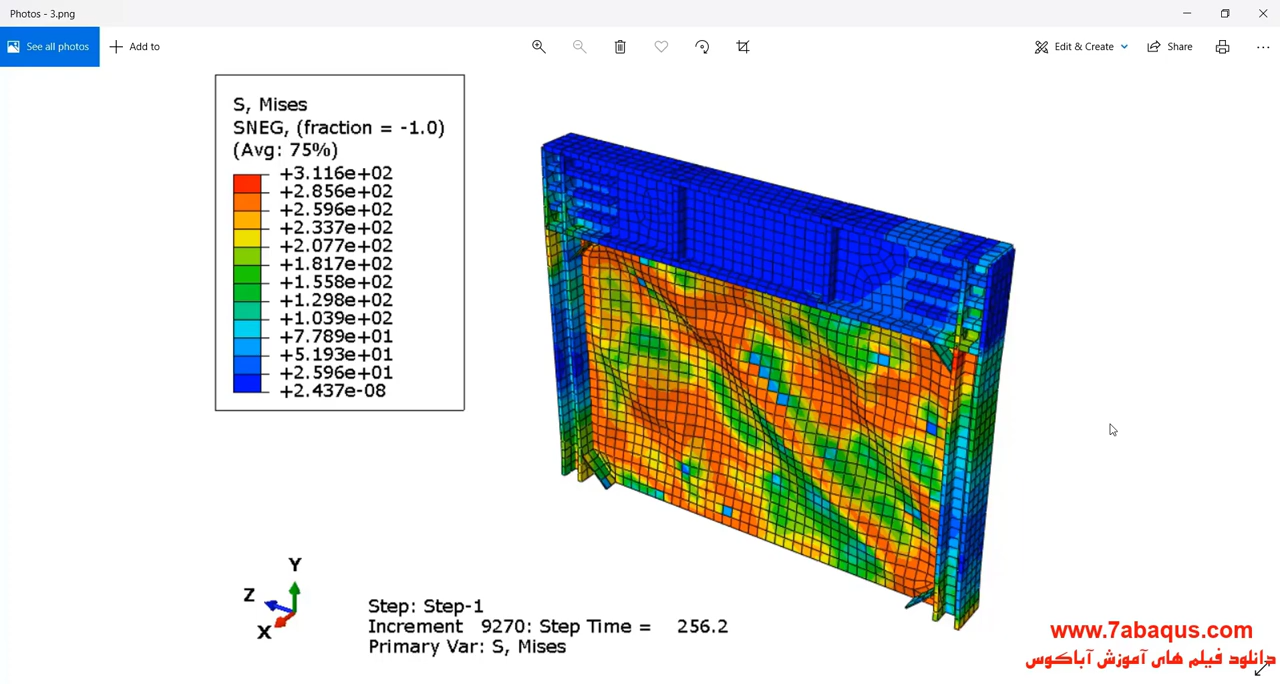 Photos - 3.png
See all photos
Add to
Edit & Create
Share
S, Mises
SNEG, (fraction = -1.0)
(Avg: 75%)
+3.116e+02
+2.856e+02
+2.596e+02
+2.337e+02
+2.077e+02
+1.817e+02
+1.558e+02
+1.298e+02
+1.039e+02
+7.789e+01
+5.193e+01
+2.596e+01
+2.437e-08
Y
Z
X
Step: Step-1
Increment 9270: Step Time = 256.2
Primary Var: S, Mises
www.7abaqus.com
دانلود فیلم های آموزش آباکوس